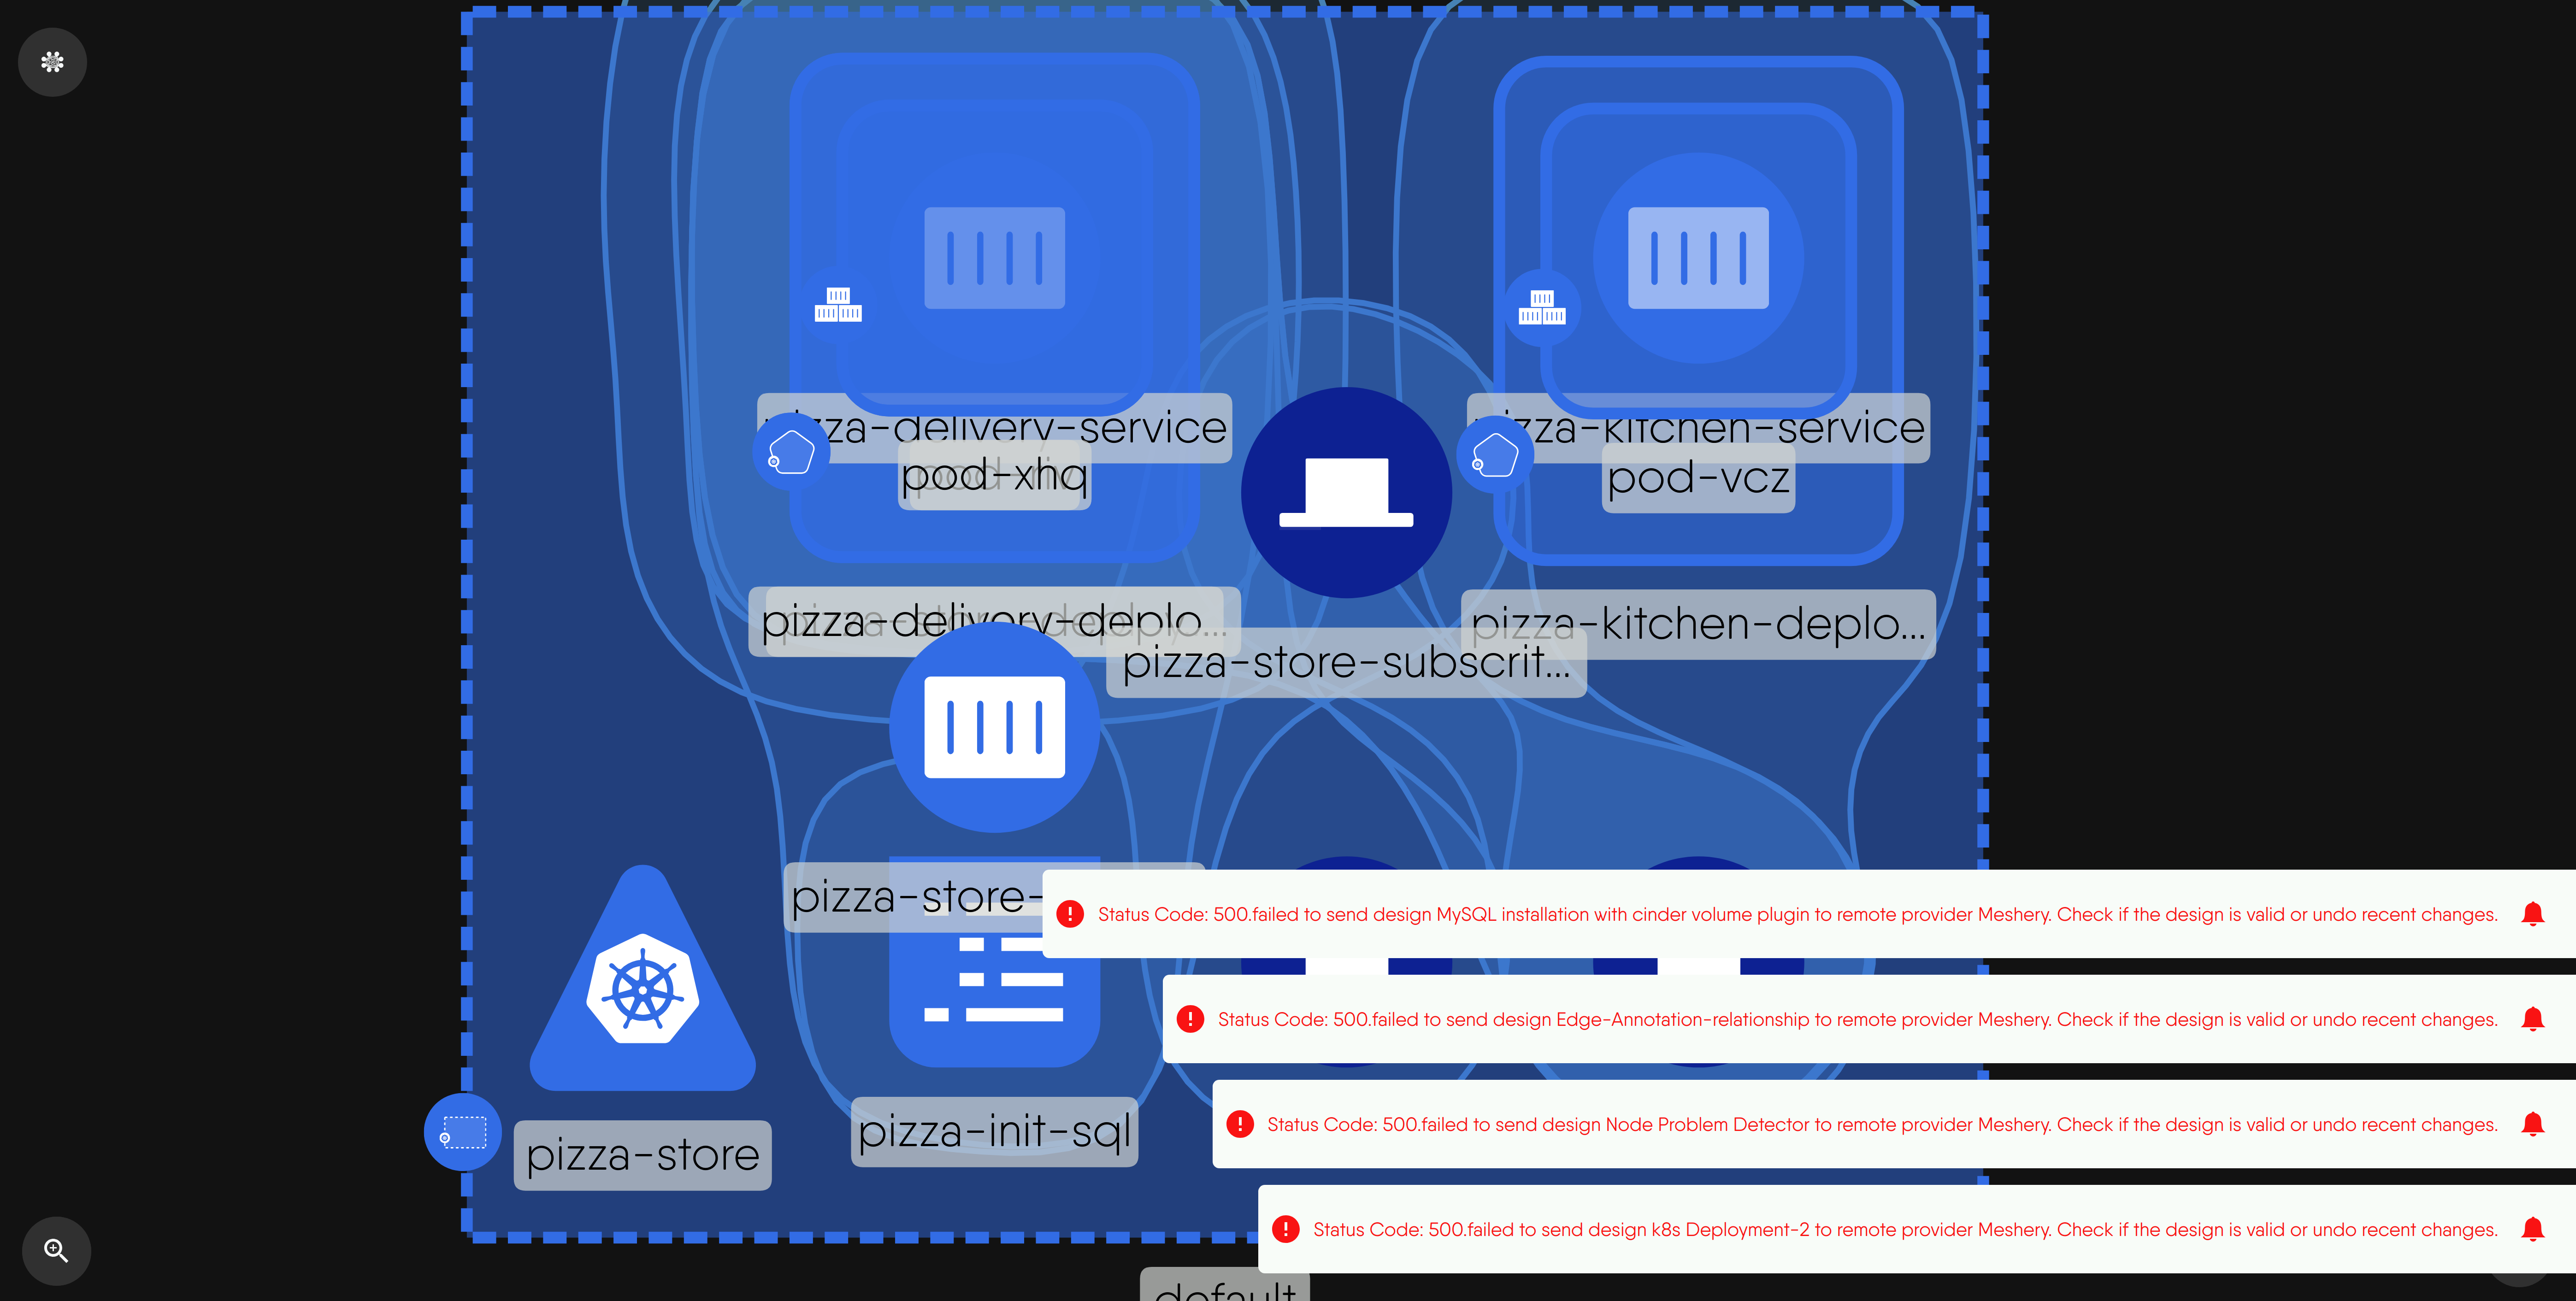 pizza-delivery-service
pizza-kitchen-service
pod-xhq
pod-vcz
pizza-delivery-deplo...
pizza-kitchen-deplo...
pizza-store-subscrit...
pizza-store-
Status Code: 500.failed to send design MySQL installation with cinder volume plugin to remote provider Meshery. Check if the design is valid or undo recent changes.
Status Code: 500.failed to send design Edge-Annotation-relationship to remote provider Meshery. Check if the design is valid or undo recent changes.
pizza-init-sql
Status Code: 500.failed to send design Node Problem Detector to remote provider Meshery. Check if the design is valid or undo recent changes.
pizza-store
Status Code: 500.failed to send design k8s Deployment-2 to remote provider Meshery. Check if the design is valid or undo recent changes.
default